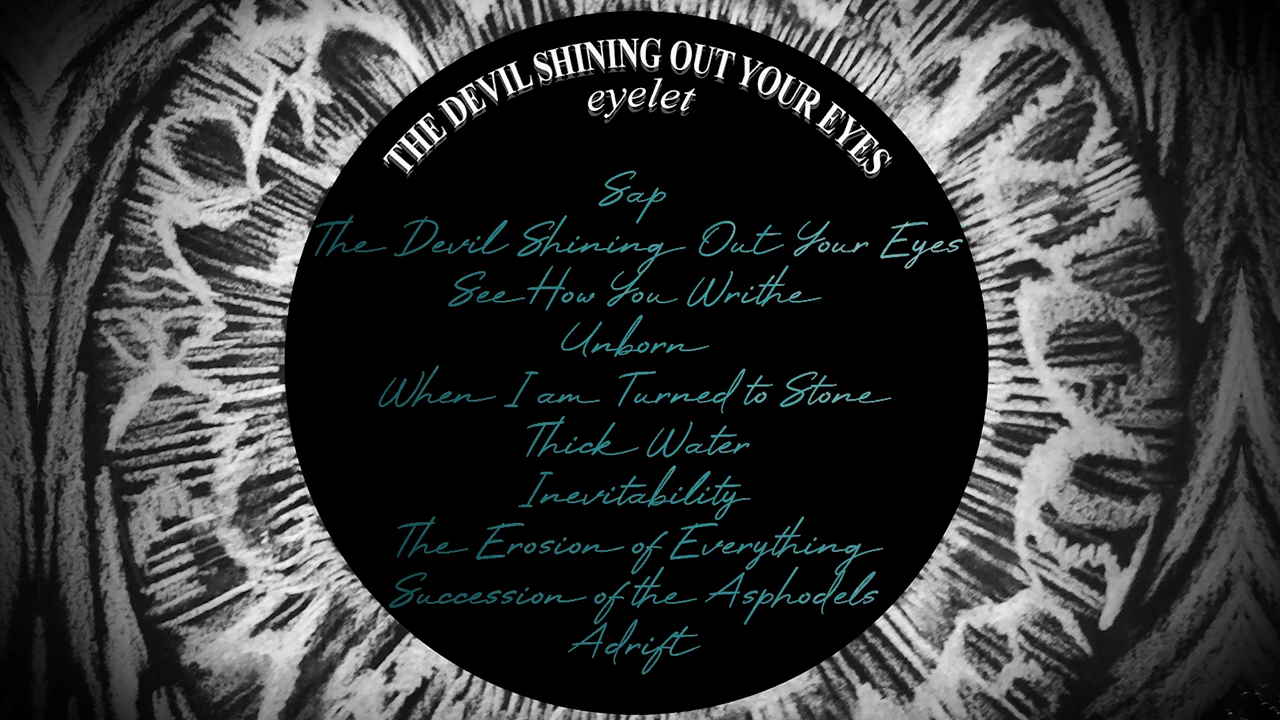 THE DEVIL SHINING OUT YOUR EYES
eyelet
Sap
The Devil Shining Out Your Eyes
See How You Writhe
Unborn
When I am Turned to Stone
Thick Water
Inevitability
The Erosion of Everything
Succession of the Asphodels
Adrift